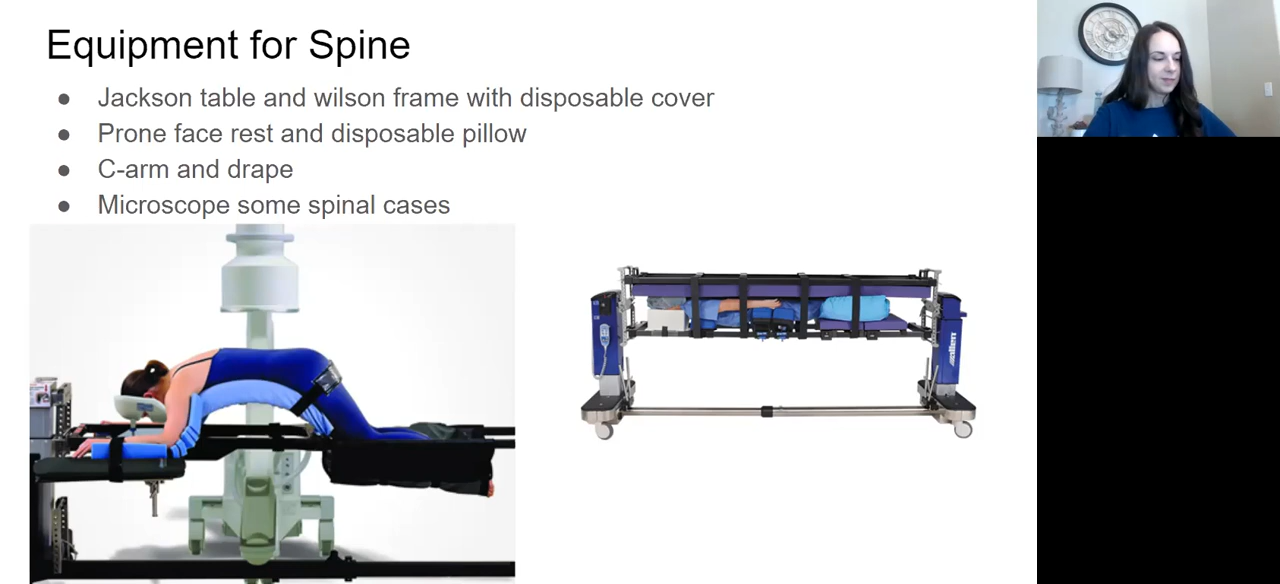 Equipment for Spine
● Jackson table and wilson frame with disposable cover
● Prone face rest and disposable pillow
● C-arm and drape
● Microscope some spinal cases
allen